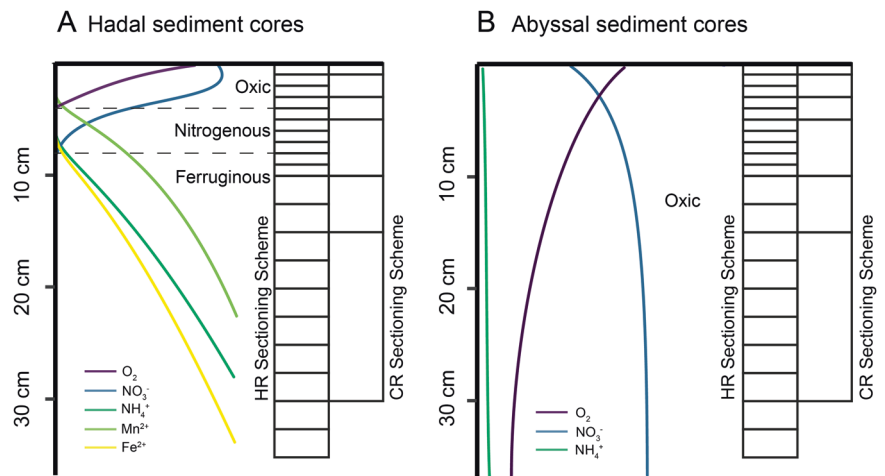 A Hadal sediment cores
Oxic
Nitrogenous
Ferruginous
10 cm
20 cm
30 cm
HR Sectioning Scheme
CR Sectioning Scheme
O₂
NO₃⁻
NH₄⁺
Mn²⁺
Fe²⁺
B Abyssal sediment cores
Oxic
10 cm
20 cm
30 cm
HR Sectioning Scheme
CR Sectioning Scheme
O₂
NO₃⁻
NH₄⁺